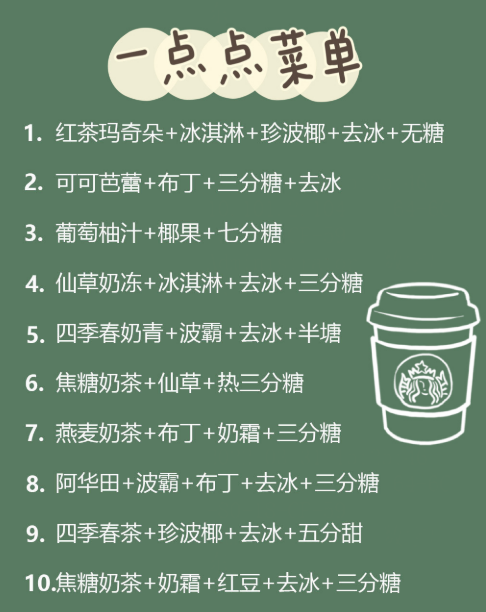 一点点菜单
1. 红茶玛奇朵+冰淇淋+珍波椰+去冰+无糖
2. 可可芭蕾+布丁+三分糖+去冰
3. 葡萄柚汁+椰果+七分糖
4. 仙草奶冻+冰淇淋+去冰+三分糖
5. 四季春奶青+波霸+去冰+半塘
6. 焦糖奶茶+仙草+热三分糖
7. 燕麦奶茶+布丁+奶霜+三分糖
8. 阿华田+波霸+布丁+去冰+三分糖
9. 四季春茶+珍波椰+去冰+五分甜
10.焦糖奶茶+奶霜+红豆+去冰+三分糖